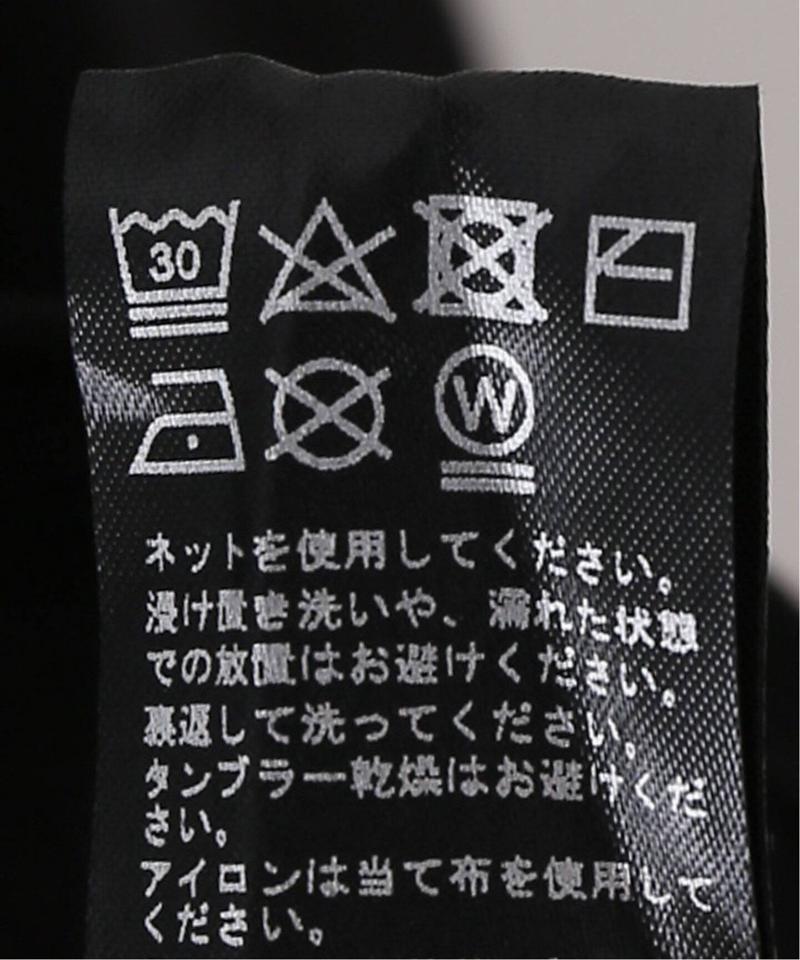 30
W
ネットを使用してください。
浸け置き洗いや、濡れた状態
での放置はお避けください。
裏返して洗ってください。
タンブラー乾燥はお避けくだ
さい。
アイロンは当て布を使用して
ください。